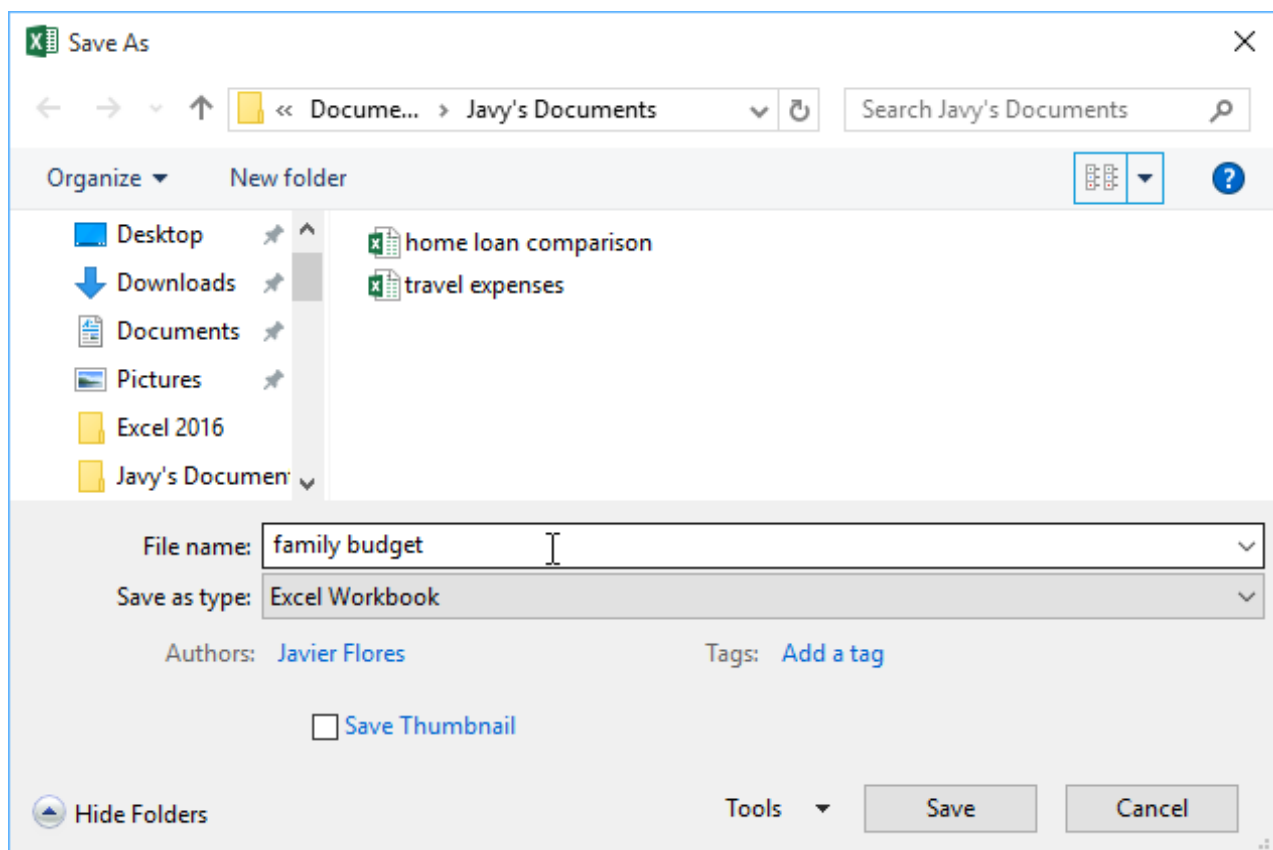 Save As
« Docume... › Javy's Documents
Search Javy's Documents
Organize
New folder
Desktop
Downloads
Documents
Pictures
Excel 2016
Javy's Documen
home loan comparison
travel expenses
File name: family budget
Save as type: Excel Workbook
Authors: Javier Flores Tags: Add a tag
Save Thumbnail
Hide Folders
Tools
Save
Cancel